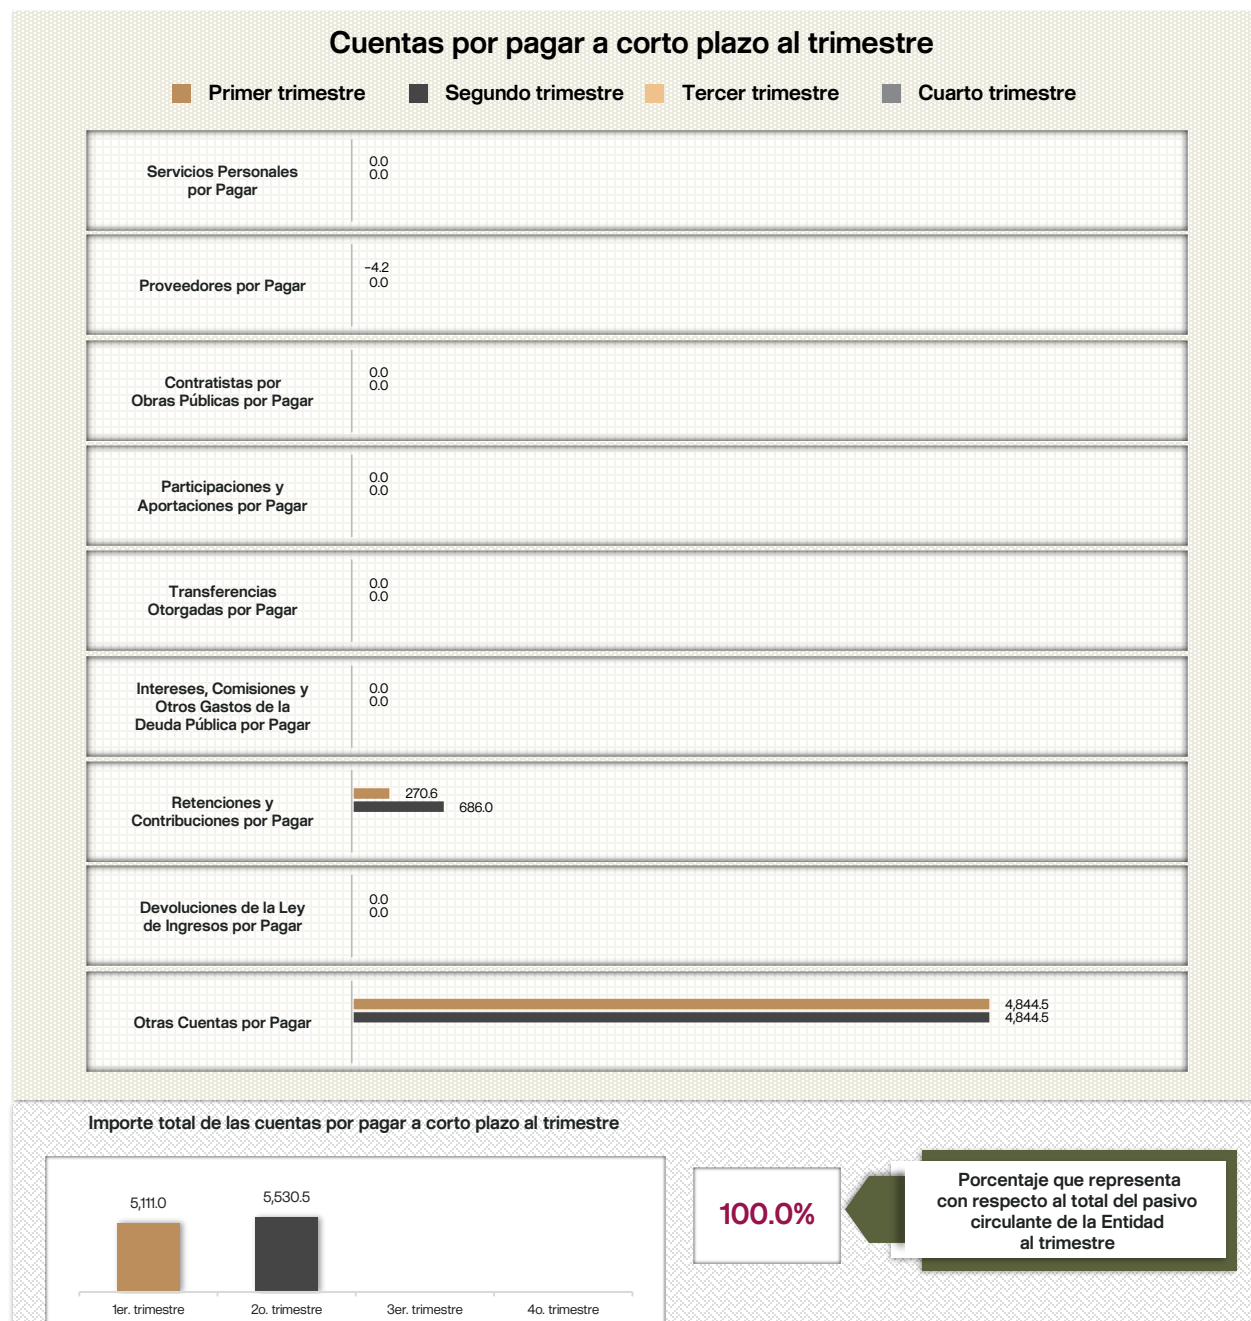 Cuentas por pagar a corto plazo al trimestre
Primer trimestre
Segundo trimestre
Tercer trimestre
Cuarto trimestre
Servicios Personales
por Pagar
0.0
0.0
Proveedores por Pagar
-4.2
0.0
Contratistas por
Obras Públicas por Pagar
0.0
0.0
Participaciones y
Aportaciones por Pagar
0.0
0.0
Transferencias
Otorgadas por Pagar
0.0
0.0
Intereses, Comisiones y
Otros Gastos de la
Deuda Pública por Pagar
0.0
0.0
Retenciones y
Contribuciones por Pagar
270.6
686.0
Devoluciones de la Ley
de Ingresos por Pagar
0.0
0.0
Otras Cuentas por Pagar
4,844.5
4,844.5
Importe total de las cuentas por pagar a corto plazo al trimestre
5,111.0
5,530.5
1er. trimestre
2o. trimestre
3er. trimestre
4o. trimestre
100.0%
Porcentaje que representa
con respecto al total del pasivo
circulante de la Entidad
al trimestre